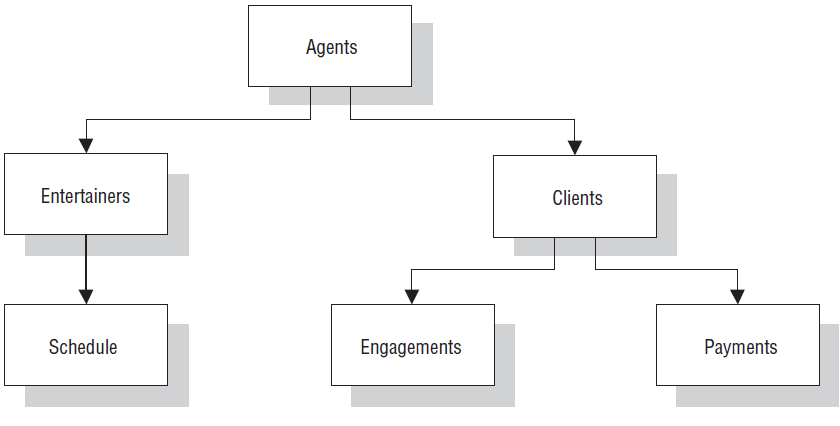 Agents
Entertainers
Clients
Schedule
Engagements
Payments